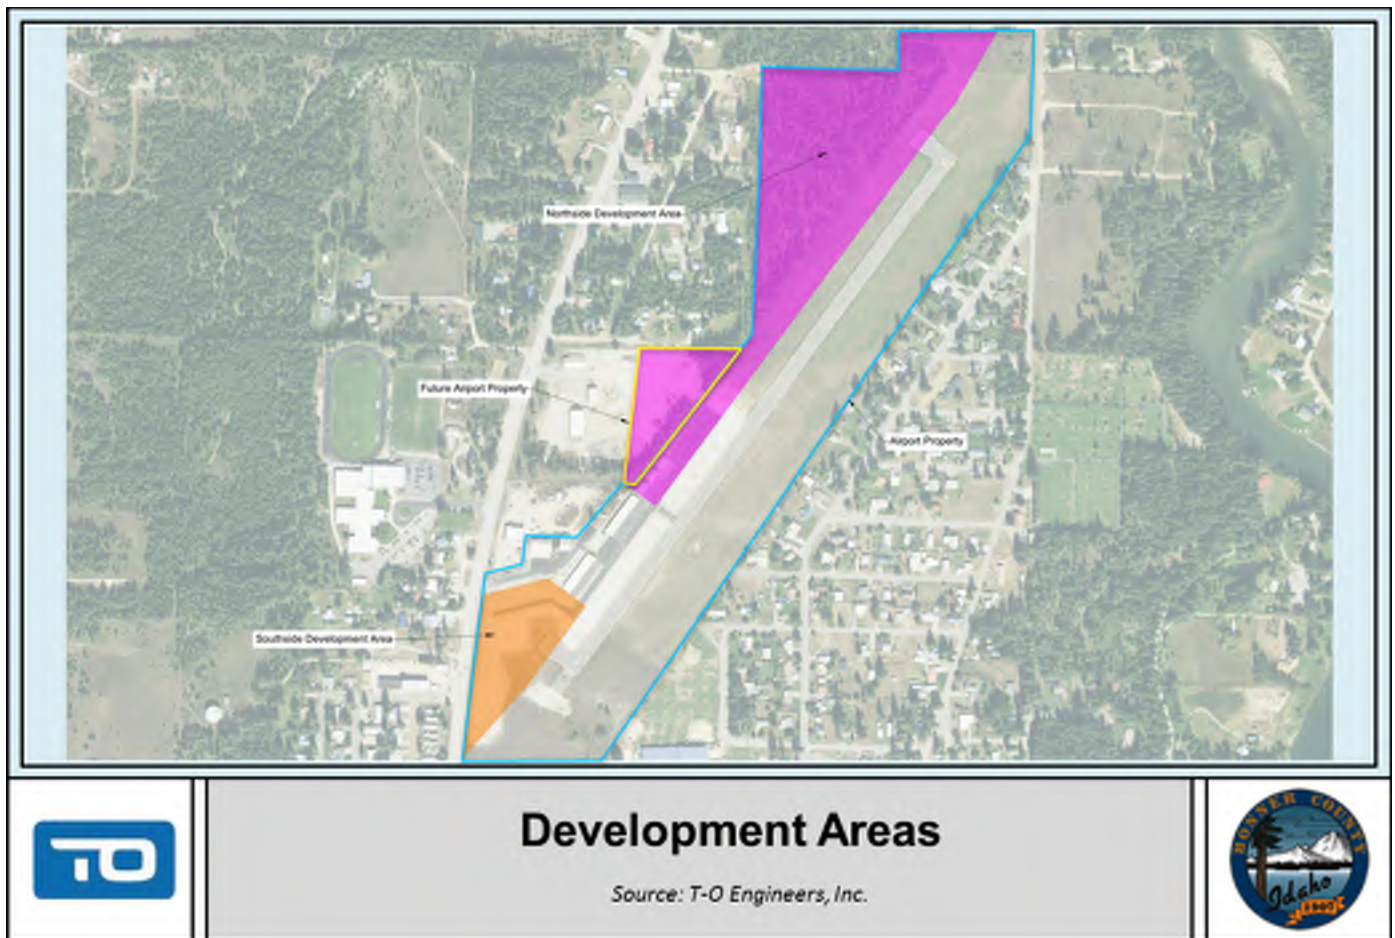 Northside Development Area
Future Airport Property
Airport Property
Southside Development Area
TO
Development Areas
Source: T-O Engineers, Inc.
BONNER COUNTY
Idaho
1907